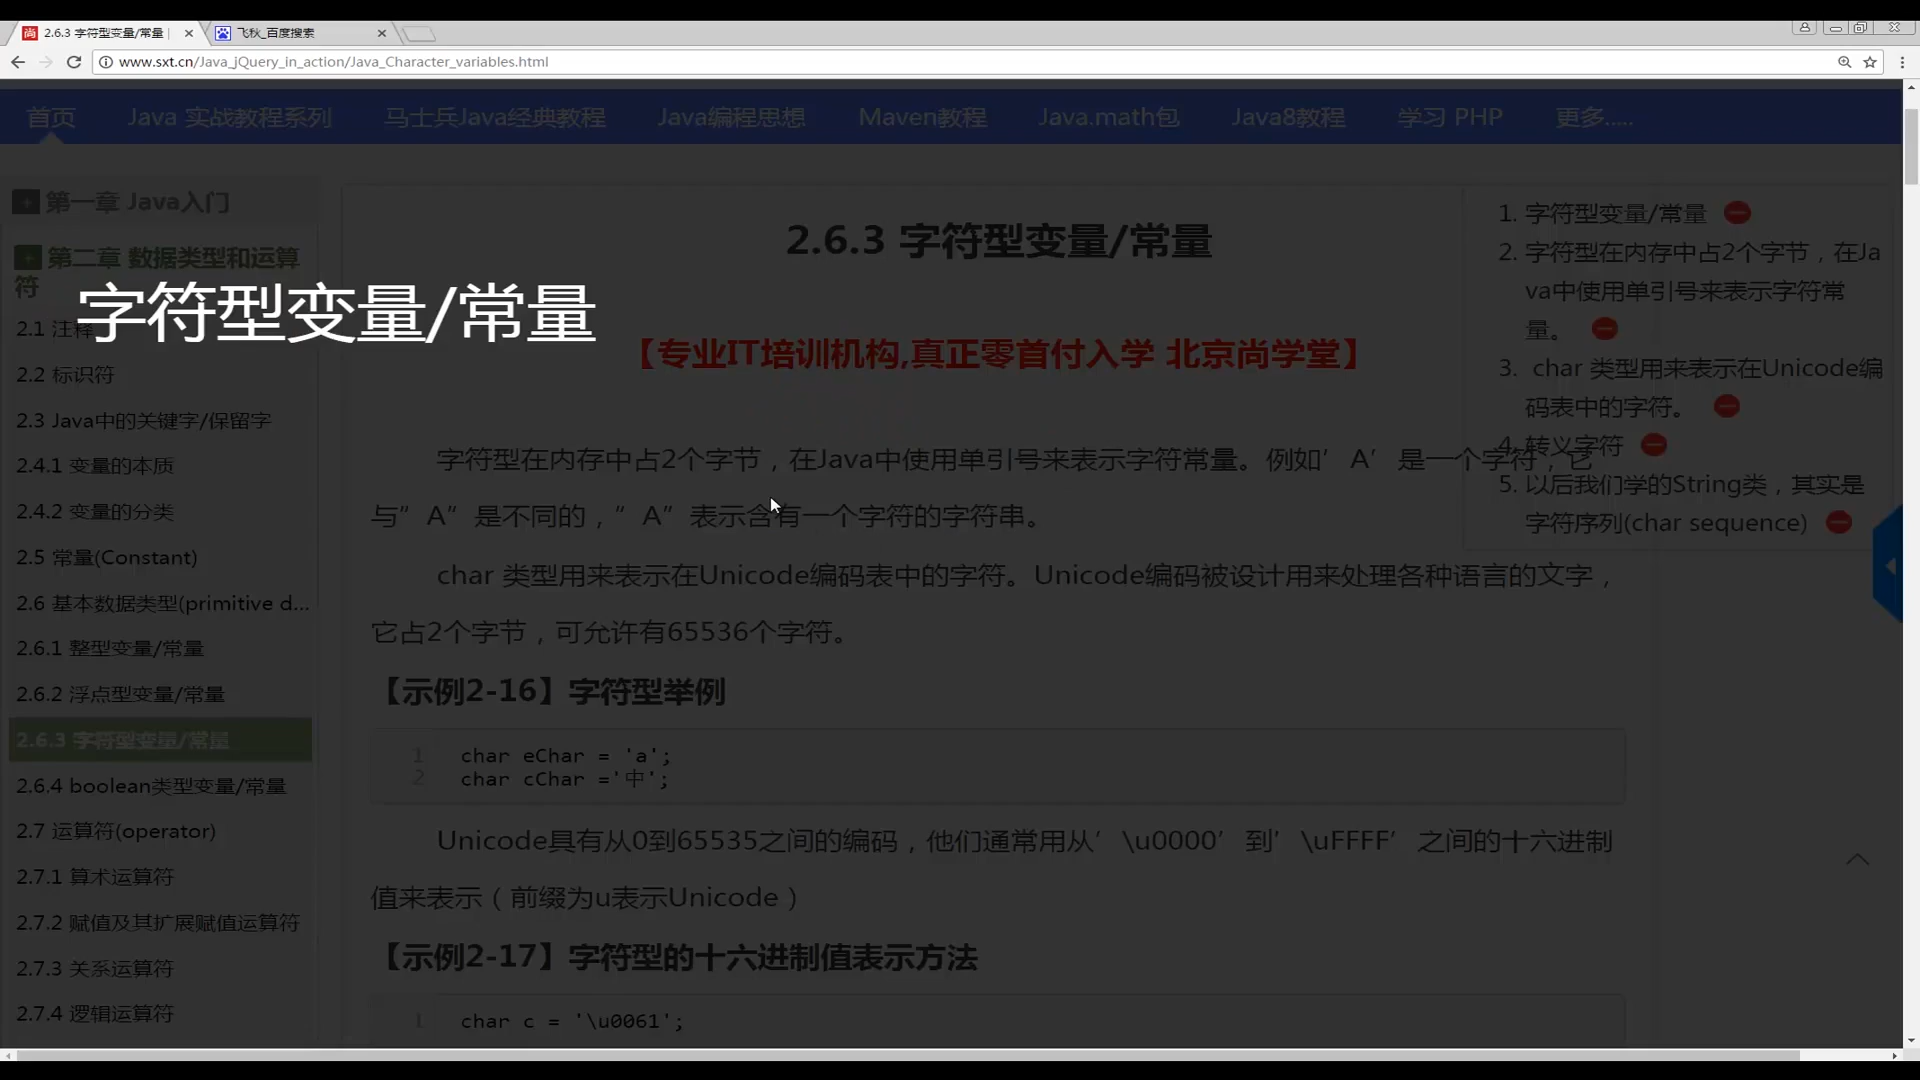 2.6.3 字符型变量/常量
飞秋_百度搜索
www.sxt.cn/Java_jQuery_in_action/Java_Character_variables.html
首页 Java 实战教程系列 马士兵Java经典教程 Java编程思想 Maven教程 Java.math包 Java8教程 学习 PHP 更多.....
第一章 Java入门
第二章 数据类型和运算
符
字符型变量/常量
2.1 注释
2.2 标识符
2.3 Java中的关键字/保留字
2.4.1 变量的本质
2.4.2 变量的分类
2.5 常量(Constant)
2.6 基本数据类型(primitive d...
2.6.1 整型变量/常量
2.6.2 浮点型变量/常量
2.6.3 字符型变量/常量
2.6.4 boolean类型变量/常量
2.7 运算符(operator)
2.7.1 算术运算符
2.7.2 赋值及其扩展赋值运算符
2.7.3 关系运算符
2.7.4 逻辑运算符
2.6.3 字符型变量/常量
【专业IT培训机构,真正零首付入学 北京尚学堂】
字符型在内存中占2个字节，在Java中使用单引号来表示字符常量。例如’A’是一个字符，它
与”A”是不同的，”A”表示含有一个字符的字符串。
char 类型用来表示在Unicode编码表中的字符。Unicode编码被设计用来处理各种语言的文字，
它占2个字节，可允许有65536个字符。
【示例2-16】字符型举例
1 char eChar = 'a';
2 char cChar ='中';
Unicode具有从0到65535之间的编码，他们通常用从’\u0000’到’\uFFFF’之间的十六进制
值来表示（前缀为u表示Unicode）
【示例2-17】字符型的十六进制值表示方法
1 char c = '\u0061';
1. 字符型变量/常量
2. 字符型在内存中占2个字节，在Ja
va中使用单引号来表示字符常
量。
3. char 类型用来表示在Unicode编
码表中的字符。
4. 转义字符
5. 以后我们学的String类，其实是
字符序列(char sequence)